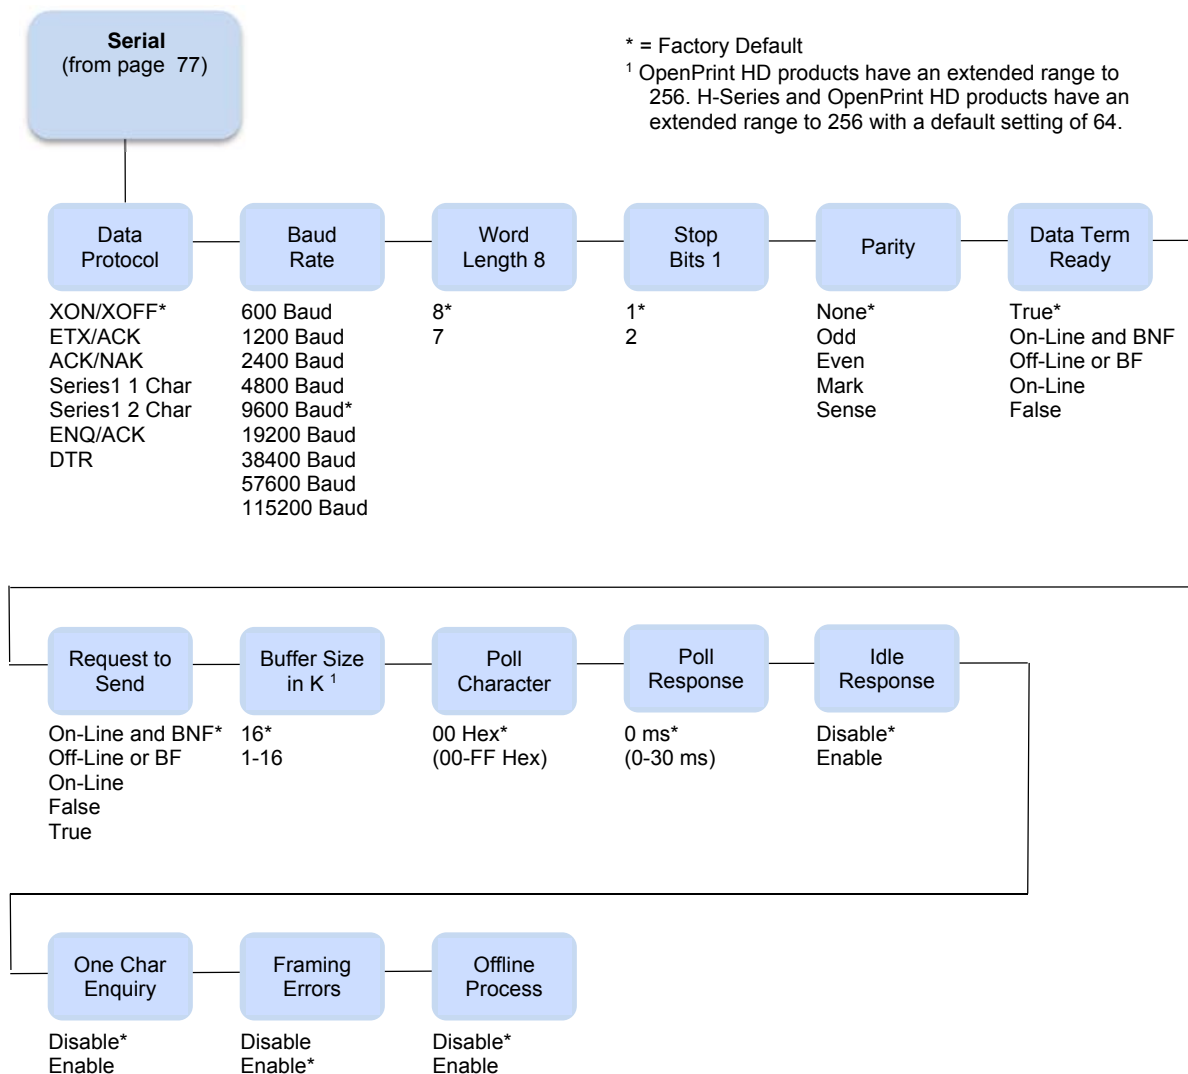 Serial
(from page 77)
* = Factory Default
1 OpenPrint HD products have an extended range to
256. H-Series and OpenPrint HD products have an
extended range to 256 with a default setting of 64.
Data
Protocol
XON/XOFF*
ETX/ACK
ACK/NAK
Series1 1 Char
Series1 2 Char
ENQ/ACK
DTR
Baud
Rate
600 Baud
1200 Baud
2400 Baud
4800 Baud
9600 Baud*
19200 Baud
38400 Baud
57600 Baud
115200 Baud
Word
Length 8
8*
7
Stop
Bits 1
1*
2
Parity
None*
Odd
Even
Mark
Sense
Data Term
Ready
True*
On-Line and BNF
Off-Line or BF
On-Line
False
Request to
Send
On-Line and BNF*
Off-Line or BF
On-Line
False
True
Buffer Size
in K 1
16*
1-16
Poll
Character
00 Hex*
(00-FF Hex)
Poll
Response
0 ms*
(0-30 ms)
Idle
Response
Disable*
Enable
One Char
Enquiry
Disable*
Enable
Framing
Errors
Disable
Enable*
Offline
Process
Disable*
Enable